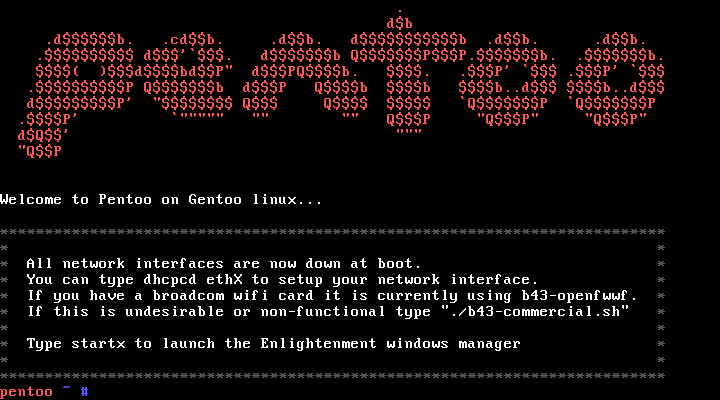 pentoo
Welcome to Pentoo on Gentoo linux...
**************************************************************************
*                                                                        *
*  All network interfaces are now down at boot.                          *
*  You can type dhcpcd ethX to setup your network interface.             *
*  If you have a broadcom wifi card it is currently using b43-openfwwf.  *
*  If this is undesirable or non-functional type "./b43-commercial.sh"   *
*                                                                        *
*  Type startx to launch the Enlightenment windows manager               *
*                                                                        *
**************************************************************************
pentoo ~ #